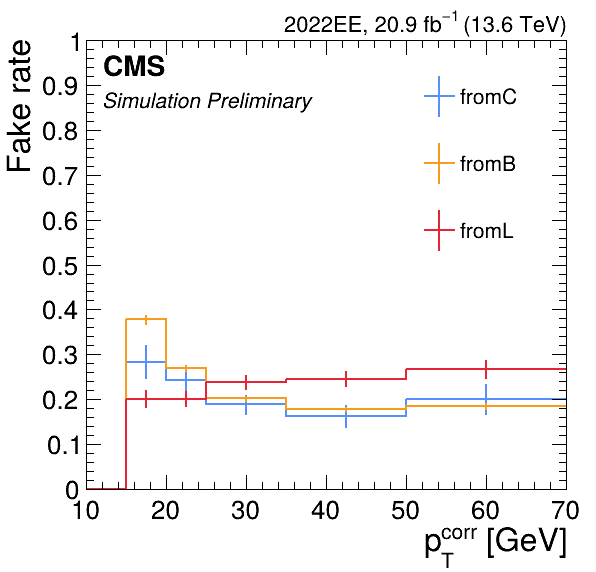 2022EE, 20.9 fb⁻¹ (13.6 TeV)
CMS
Simulation Preliminary
fromC
fromB
fromL
Fake rate
1
0.9
0.8
0.7
0.6
0.5
0.4
0.3
0.2
0.1
0
10 20 30 40 50 60 70
p_T^corr [GeV]